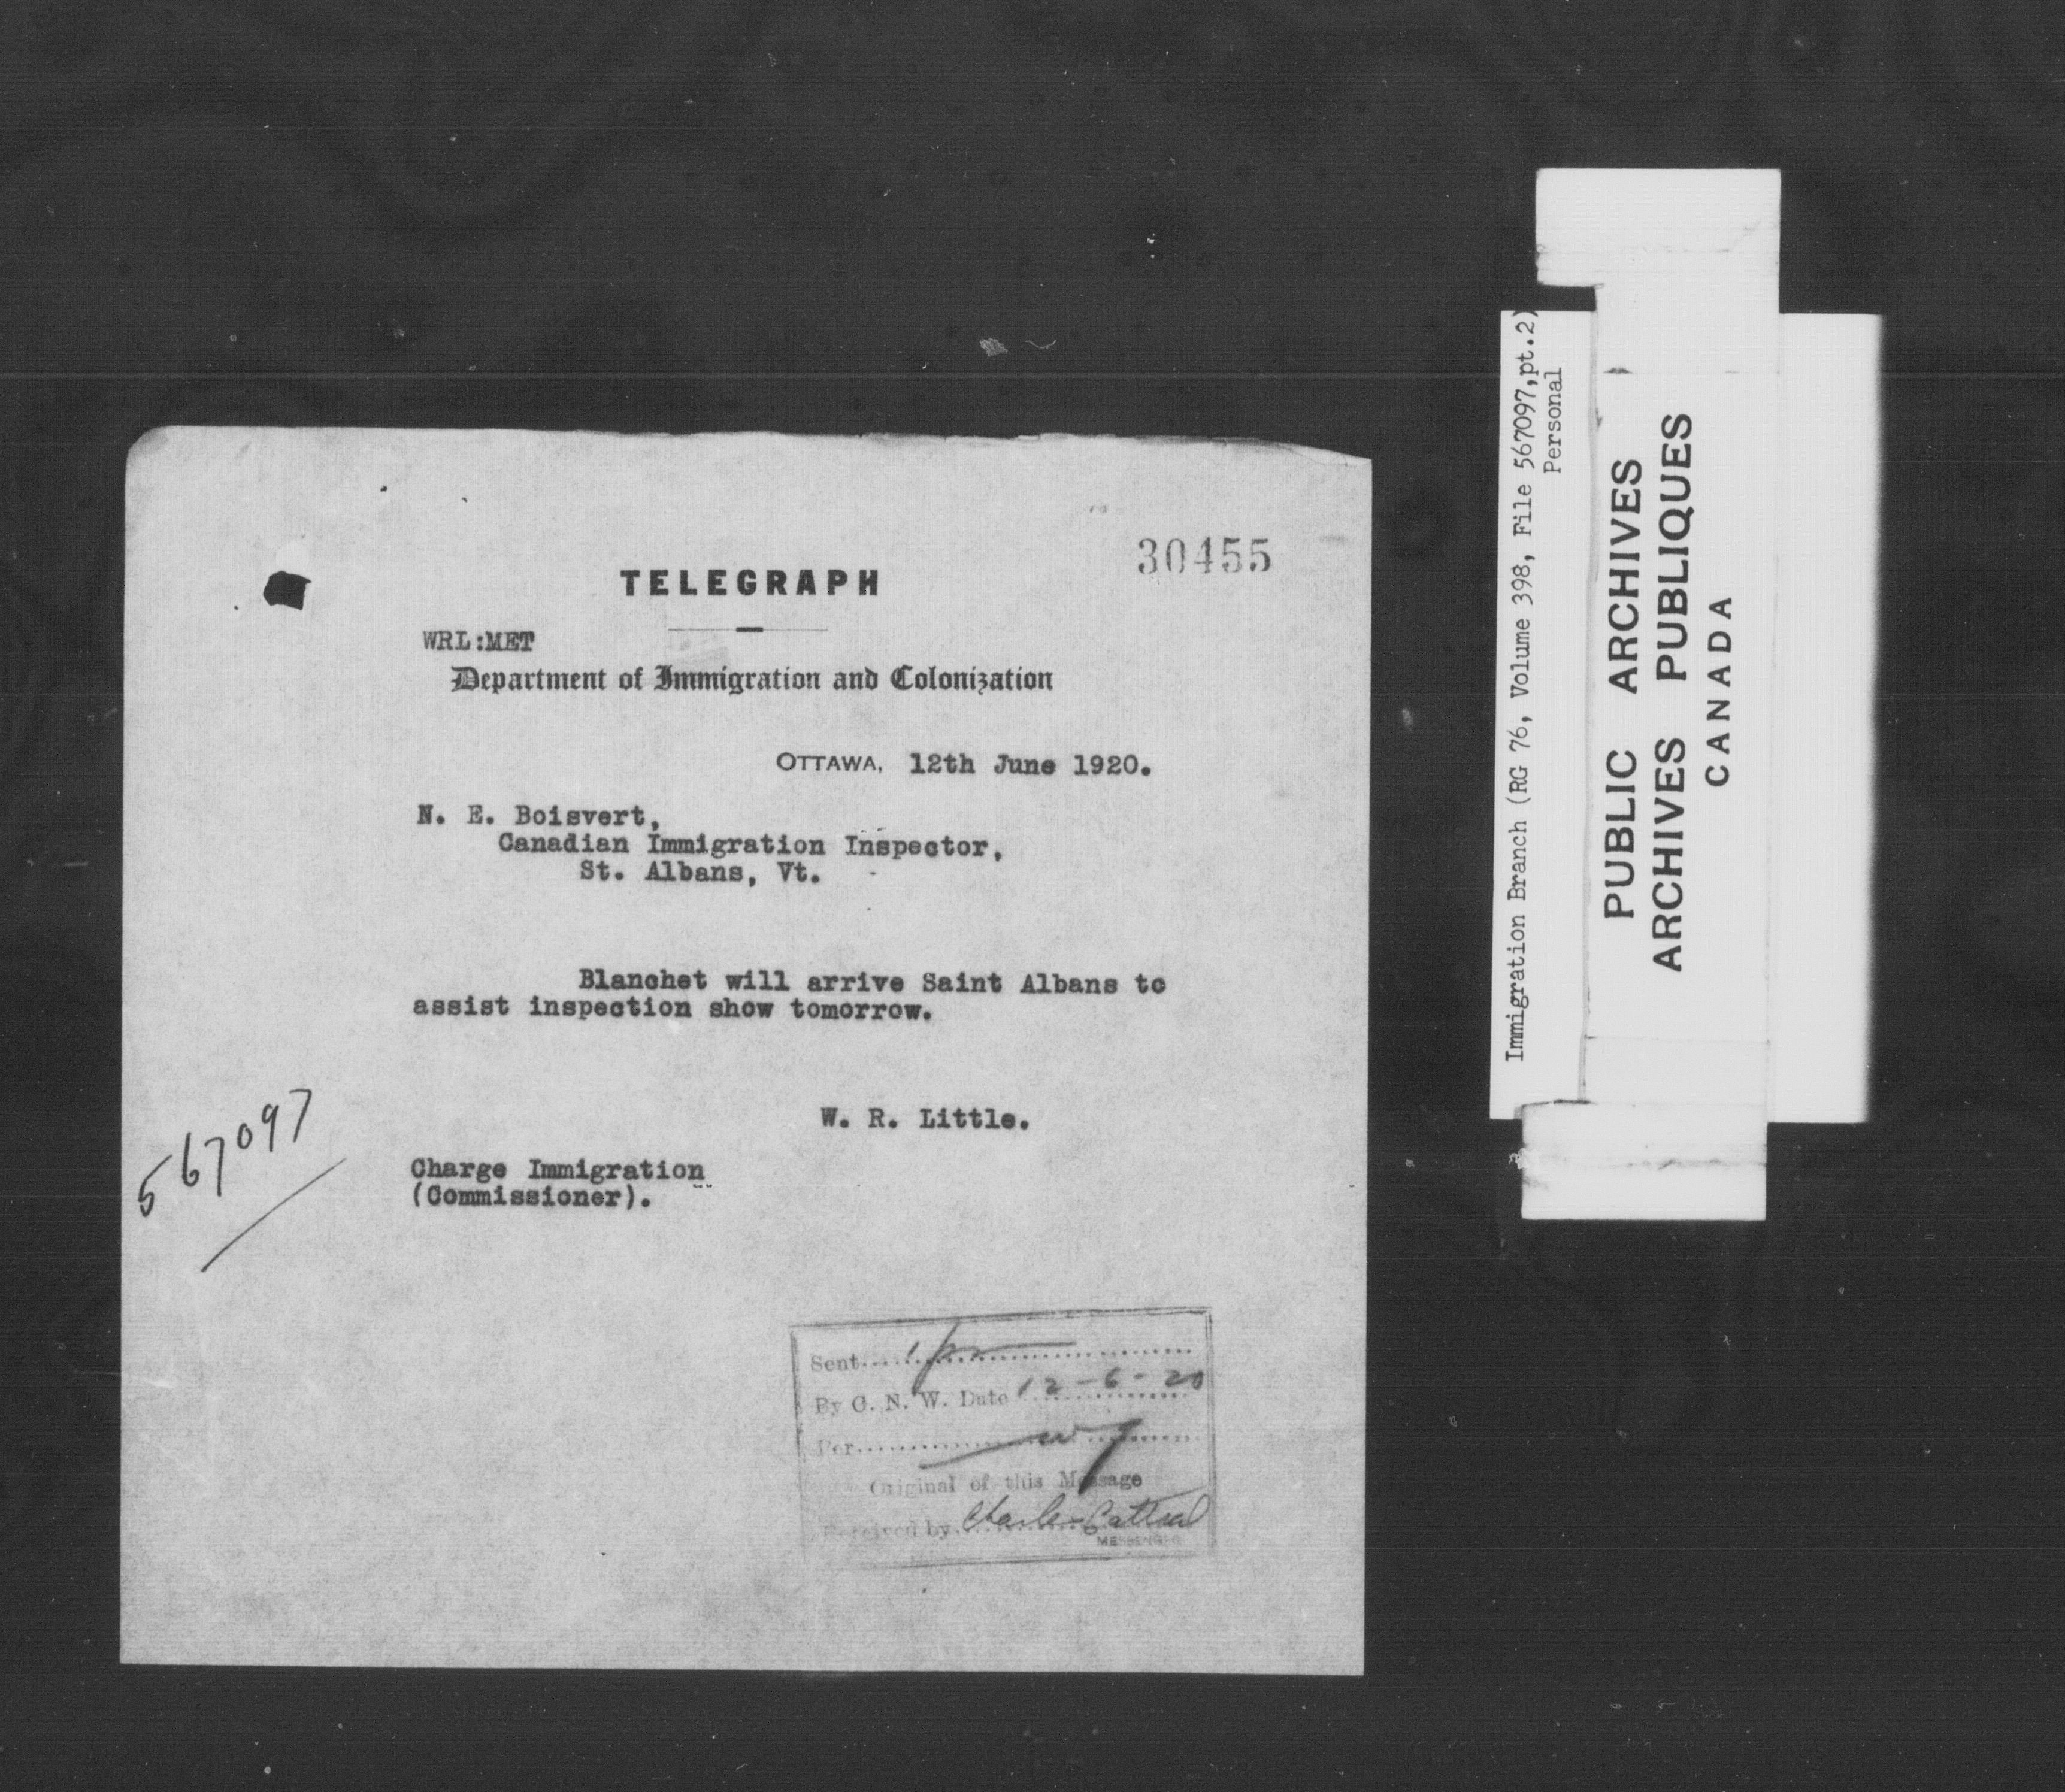 30455
TELEGRAPH
WRL:MET
Department of Immigration and Colonization
OTTAWA, 12th June 1920.
N. E. Boisvert,
Canadian Immigration Inspector,
St. Albans, Vt.
Blanchet will arrive Saint Albans to
assist inspection show tomorrow.
W. R. Little.
567097
Charge Immigration
(Commissioner).
Sent 1 pm
By G. N. W. Date 12-6-20
Per
Original of this Message
Received by Charles
MESSENGER
Immigration Branch (RG 76, Volume 398, File 567097,pt.2)
Personal
PUBLIC ARCHIVES
ARCHIVES PUBLIQUES
CANADA